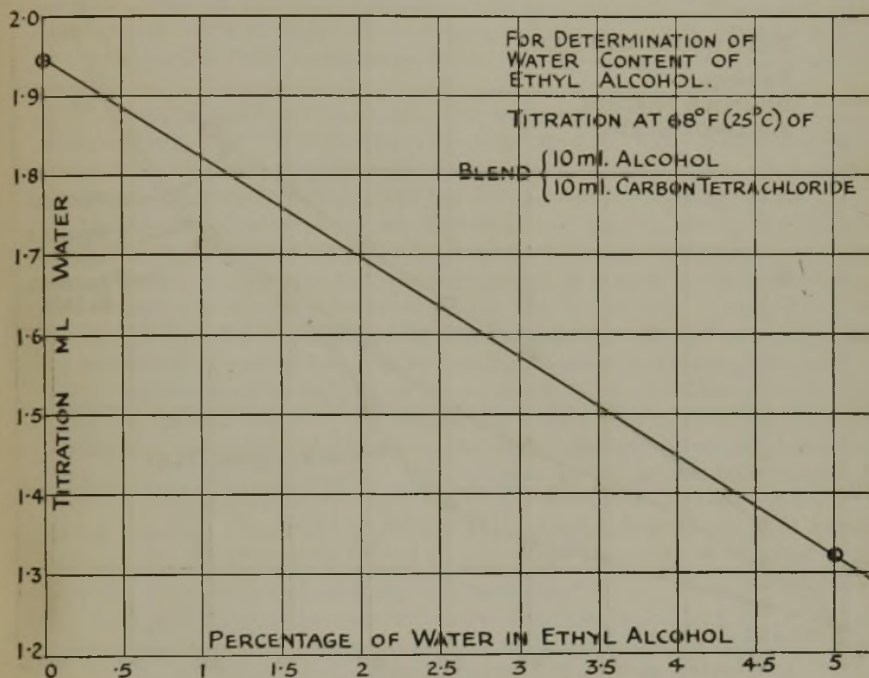 2.0
1.9
1.8
1.7
1.6
1.5
1.4
1.3
1.2
TITRATION ML WATER
FOR DETERMINATION OF
WATER CONTENT OF
ETHYL ALCOHOL.
TITRATION AT 68°F (25°C) OF
BLEND { 10 ml. ALCOHOL
{ 10 ml. CARBON TETRACHLORIDE
PERCENTAGE OF WATER IN ETHYL ALCOHOL
0 .5 1 1.5 2 2.5 3 3.5 4 4.5 5